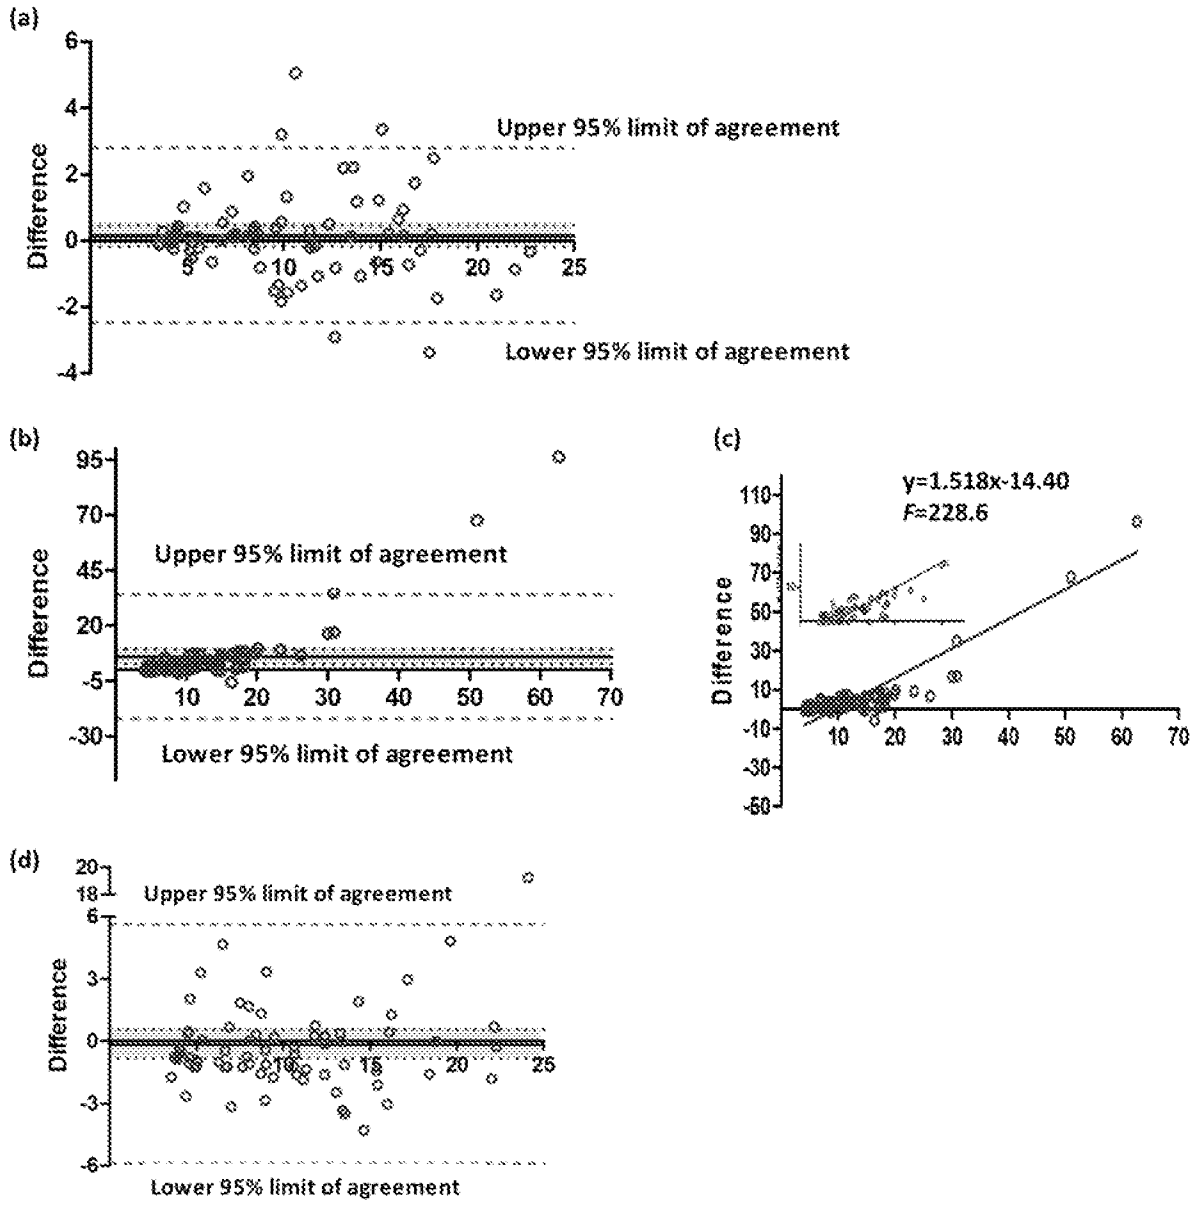 (a)
6
4
2
0
-2
-4
Difference
5 10 15 20 25
Upper 95% limit of agreement
Lower 95% limit of agreement
(b)
95
70
45
20
-5
-30
Difference
10 20 30 40 50 60 70
Upper 95% limit of agreement
Lower 95% limit of agreement
(c)
y=1.518x-14.40
F=228.6
110
90
70
50
30
10
-10
-30
-50
Difference
10 20 30 40 50 60 70
(d)
20
18
6
3
0
-3
-6
Difference
10 15 20 25
Upper 95% limit of agreement
Lower 95% limit of agreement